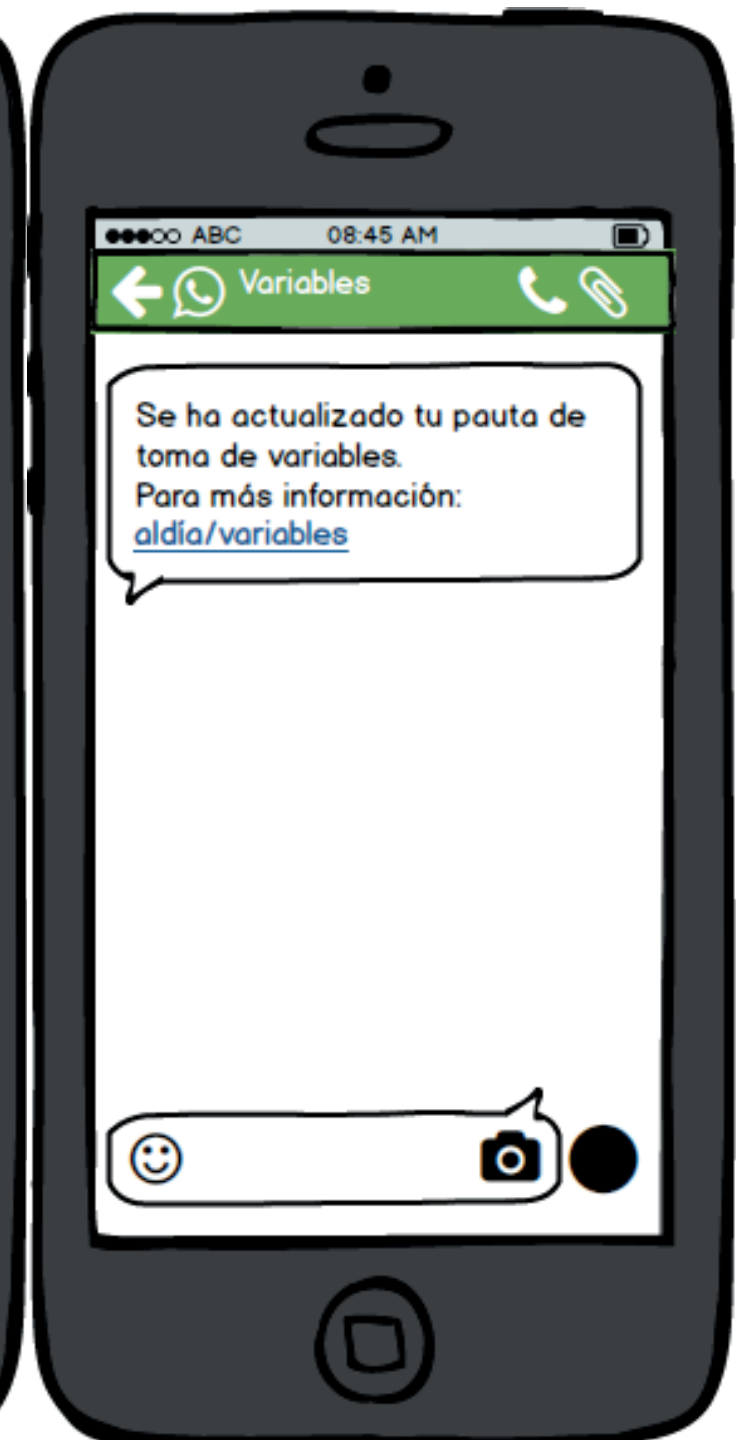 ABC 08:45 AM
Variables
Se ha actualizado tu pauta de
toma de variables.
Para más información:
aldía/variables